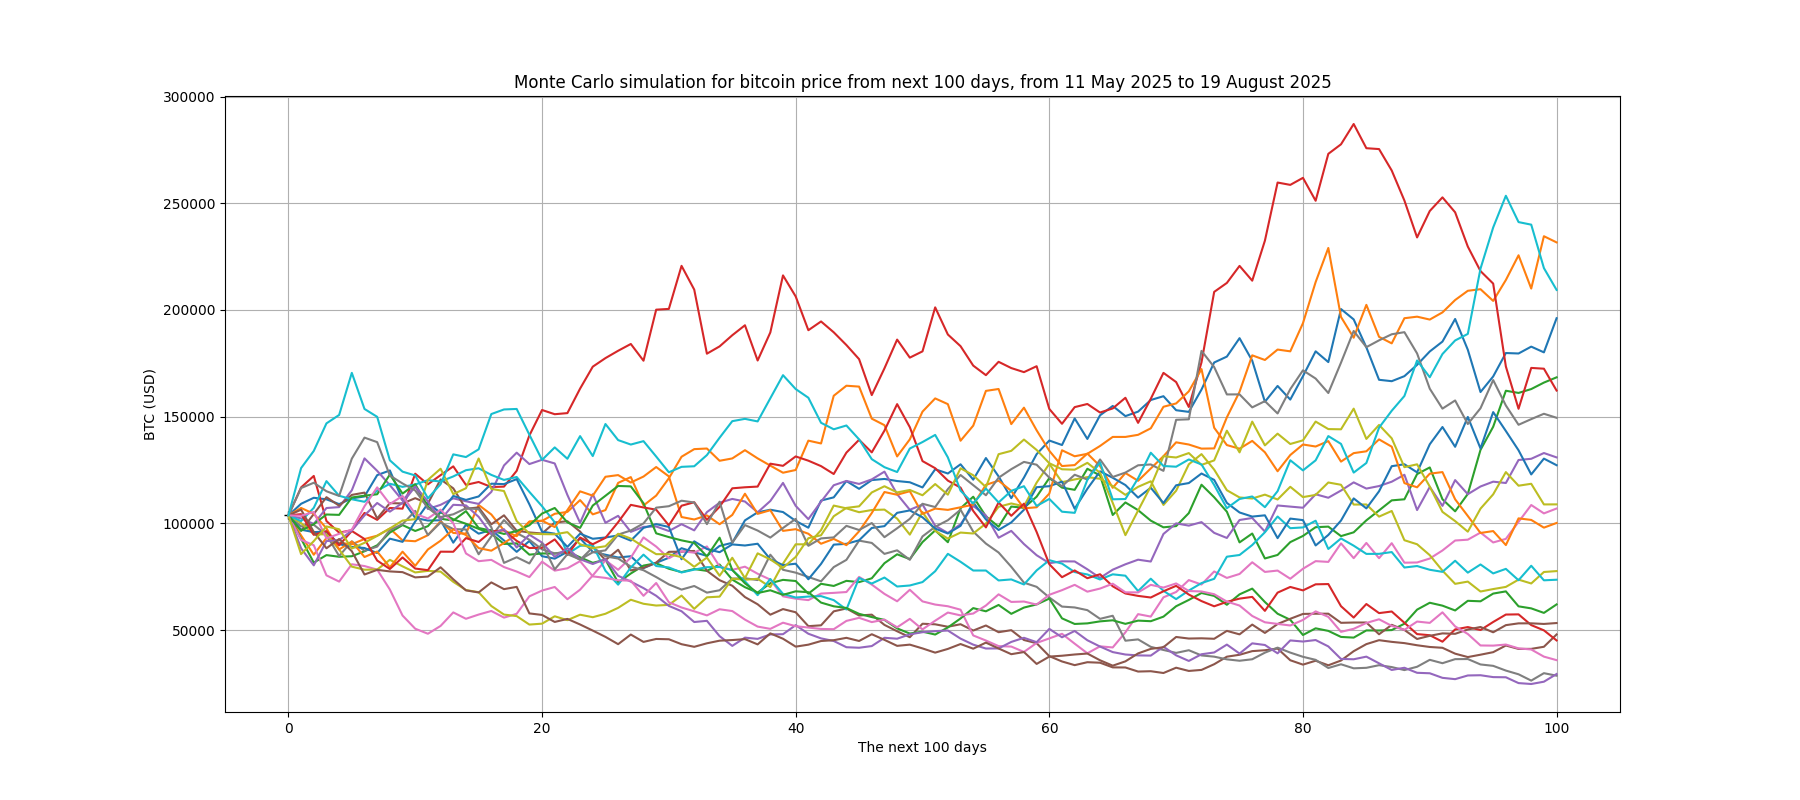 Monte Carlo simulation for bitcoin price from next 100 days, from 11 May 2025 to 19 August 2025
300000
250000
200000
150000
100000
50000
BTC (USD)
0 20 40 60 80 100
The next 100 days